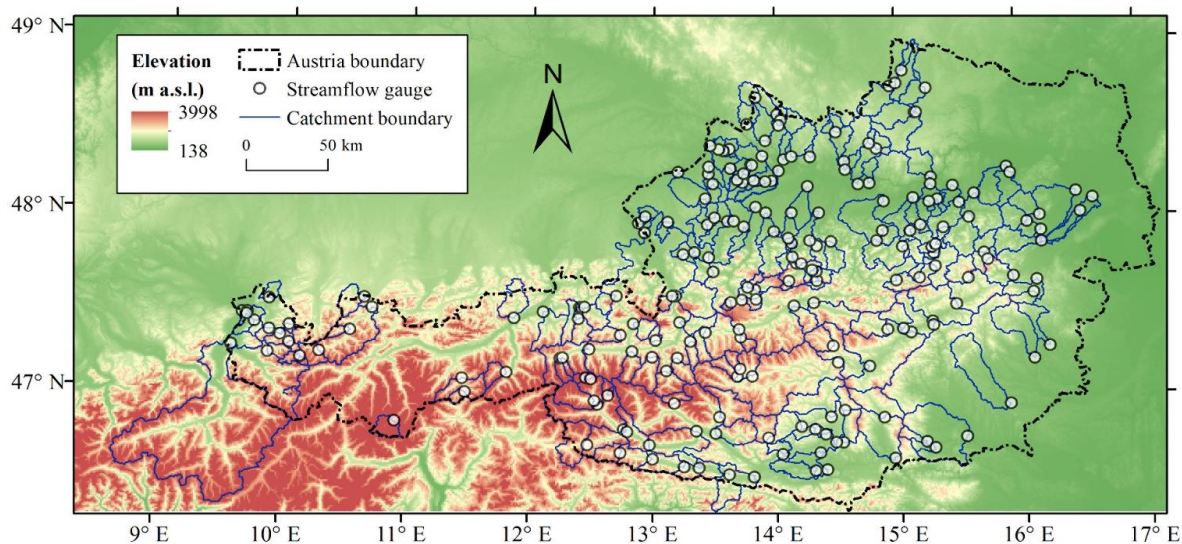 49° N
48° N
47° N
Elevation
(m a.s.l.)
3998
138
Austria boundary
Streamflow gauge
Catchment boundary
0 50 km
N
9° E 10° E 11° E 12° E 13° E 14° E 15° E 16° E 17° E